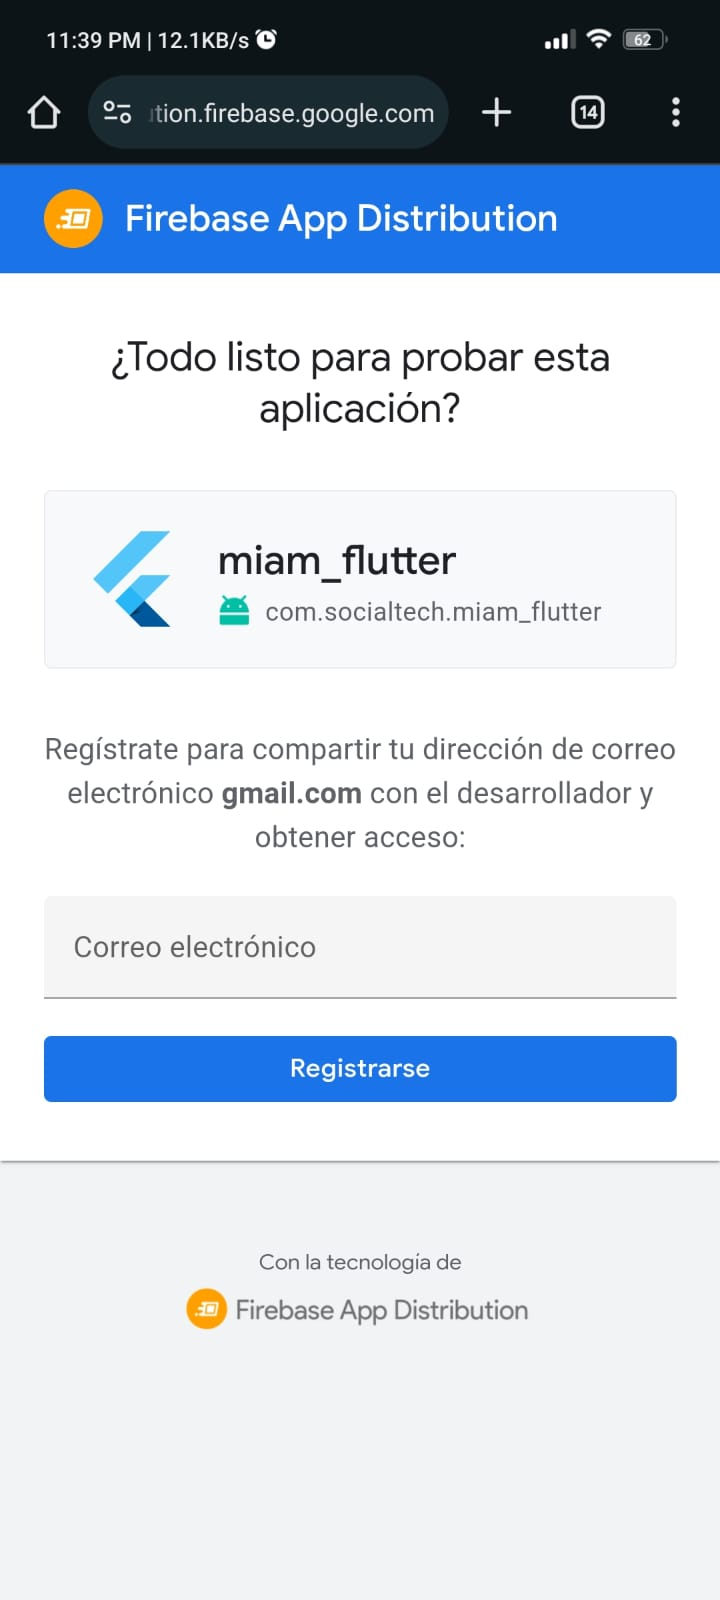 11:39 PM | 12.1KB/s
62
tion.firebase.google.com
14
Firebase App Distribution
¿Todo listo para probar esta
aplicación?
miam_flutter
com.socialtech.miam_flutter
Regístrate para compartir tu dirección de correo
electrónico gmail.com con el desarrollador y
obtener acceso:
Correo electrónico
Registrarse
Con la tecnología de
Firebase App Distribution